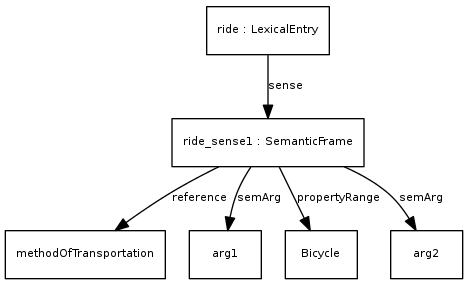 ride : LexicalEntry
sense
ride_sense1 : SemanticFrame
reference
semArg
propertyRange
semArg
methodOfTransportation
arg1
Bicycle
arg2